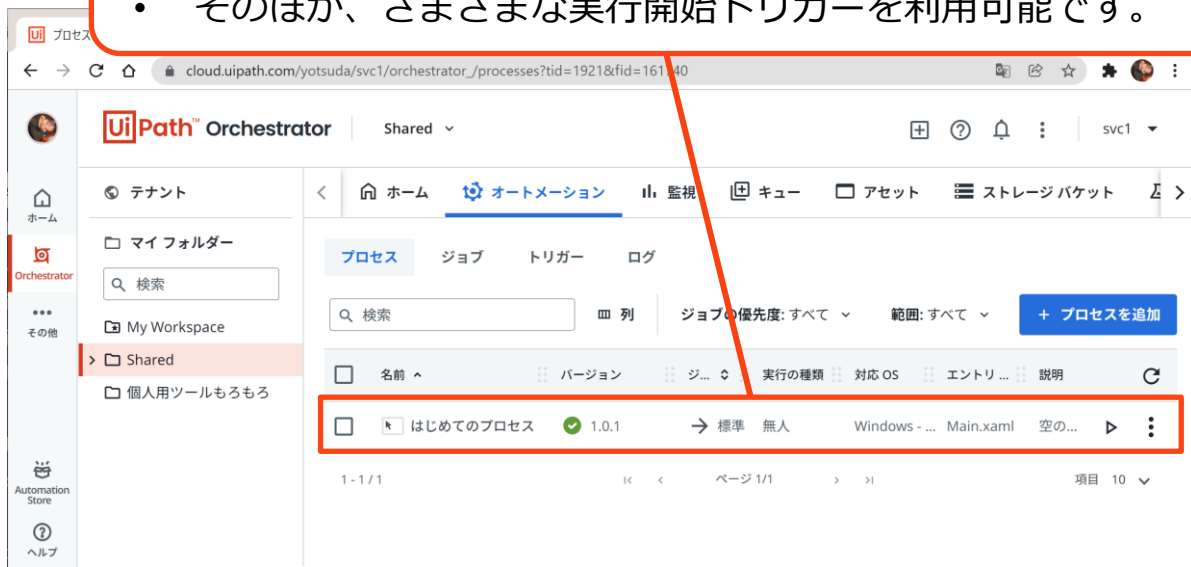 • そのほか、さまざまな実行開始トリガーを利用可能です。
Ui プロセ
cloud.uipath.com/yotsuda/svc1/orchestrator_/processes?tid=1921&fid=161740
UiPath™ Orchestrator Shared svc1
ホーム
Orchestrator
その他
Automation Store
ヘルプ
テナント
マイ フォルダー
検索
My Workspace
Shared
個人用ツールもろもろ
ホーム オートメーション 監視 キュー アセット ストレージ バケット
プロセス ジョブ トリガー ログ
検索 列 ジョブの優先度: すべて 範囲: すべて + プロセスを追加
名前 バージョン ジ... 実行の種類 対応 OS エントリ ... 説明
はじめてのプロセス 1.0.1 標準 無人 Windows - ... Main.xaml 空の...
1 - 1 / 1 ページ 1/1 項目 10